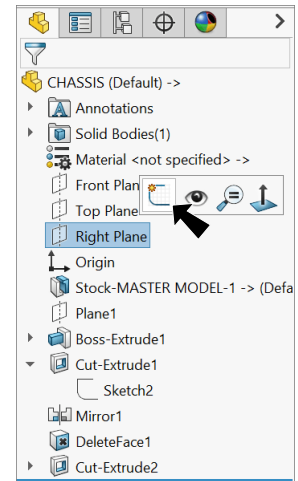 CHASSIS (Default) ->
Annotations
Solid Bodies(1)
Material <not specified> ->
Front Plan
Top Plane
Right Plane
Origin
Stock-MASTER MODEL-1 -> (Defa
Plane1
Boss-Extrude1
Cut-Extrude1
Sketch2
Mirror1
DeleteFace1
Cut-Extrude2